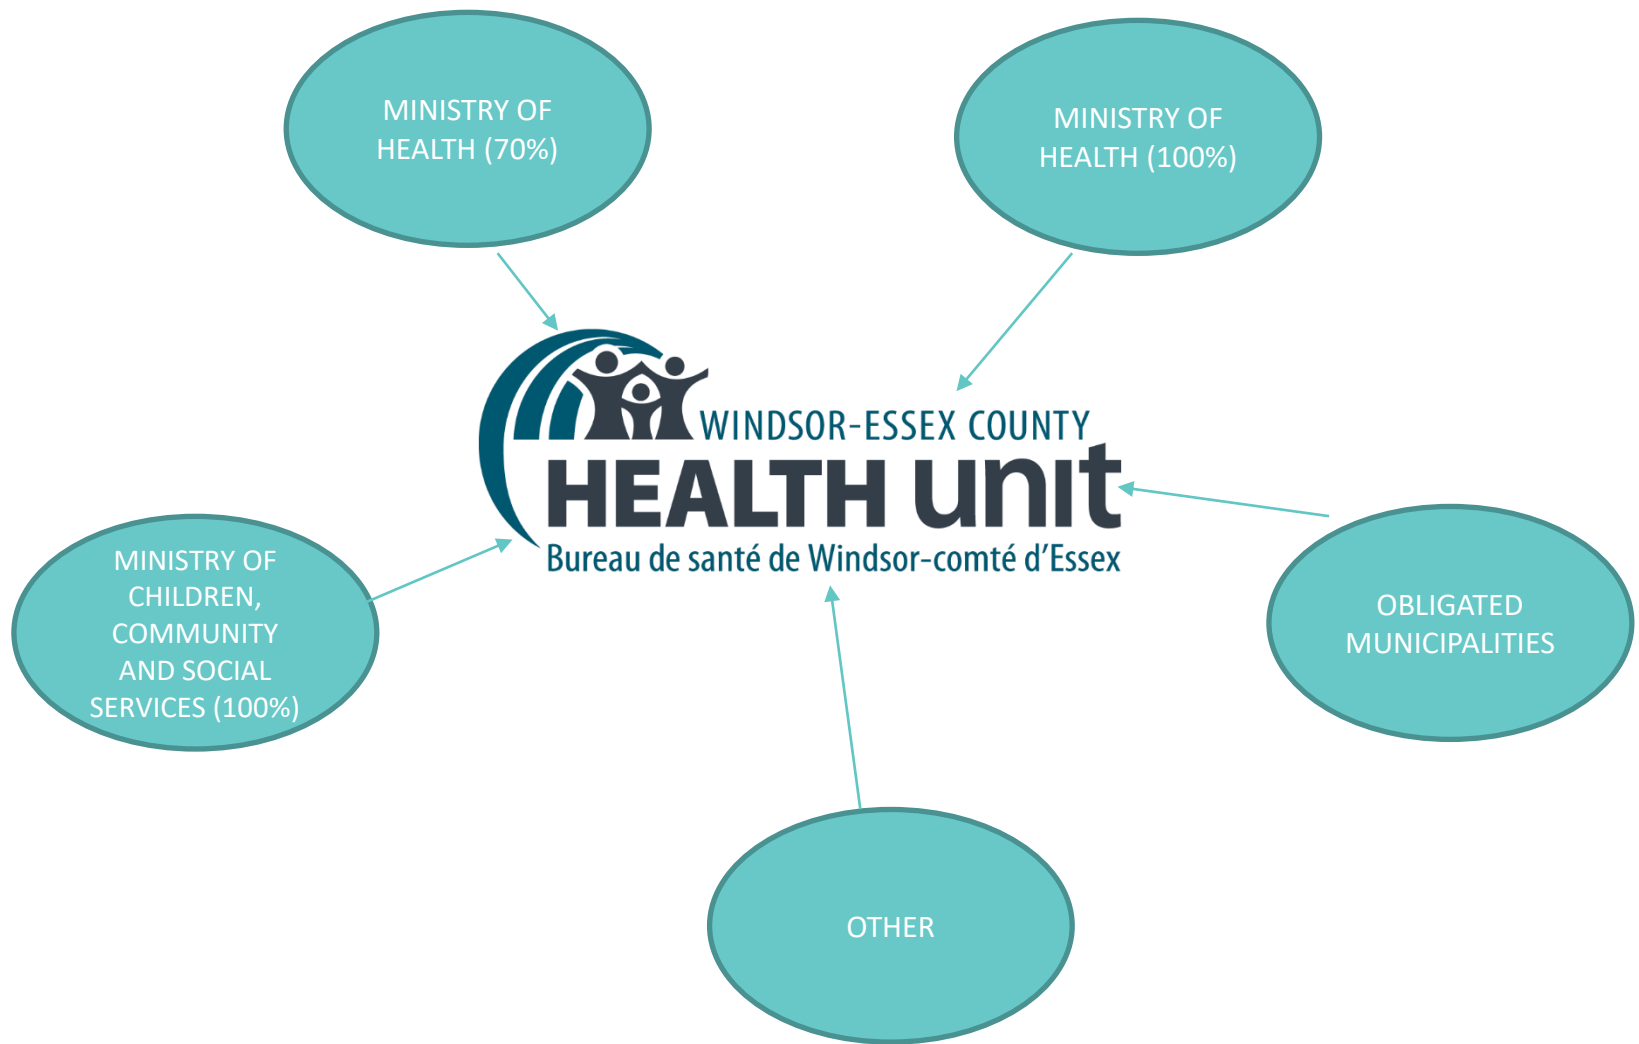 MINISTRY OF
HEALTH (70%)
MINISTRY OF
HEALTH (100%)
WINDSOR-ESSEX COUNTY
HEALTH unit
Bureau de santé de Windsor-comté d'Essex
MINISTRY OF
CHILDREN,
COMMUNITY
AND SOCIAL
SERVICES (100%)
OBLIGATED
MUNICIPALITIES
OTHER